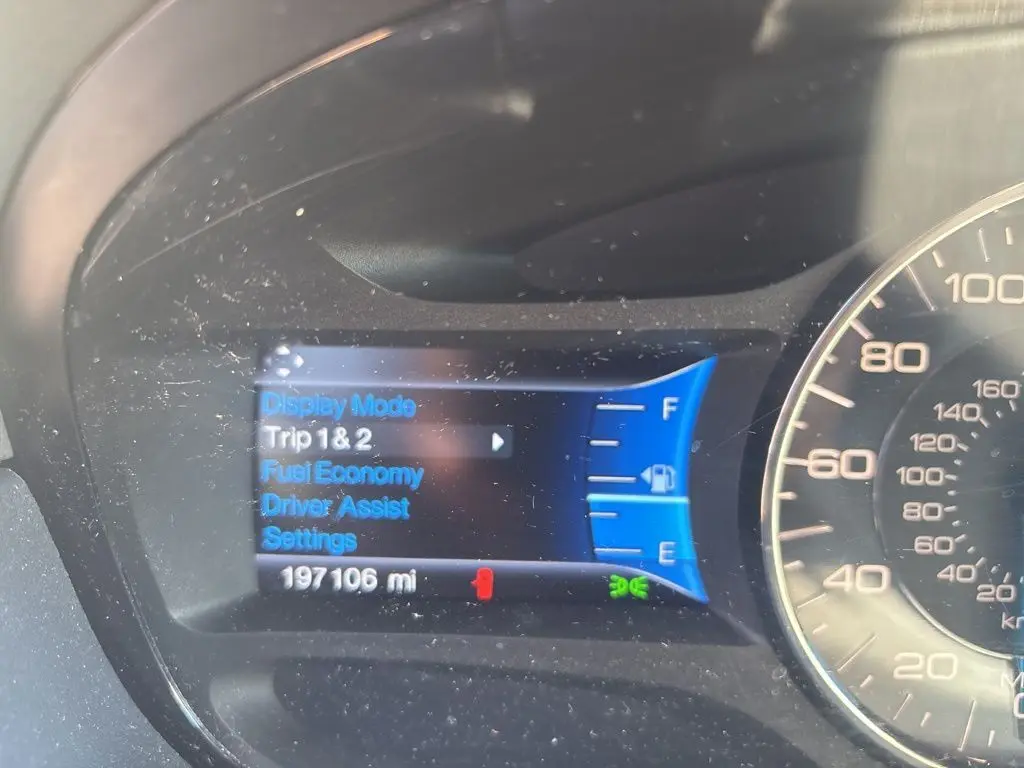 Display Mode
Trip 1 & 2
Fuel Economy
Driver Assist
Settings
197106 mi
F
E
100
80
60
40
20
160
140
120
100
80
60
40
20